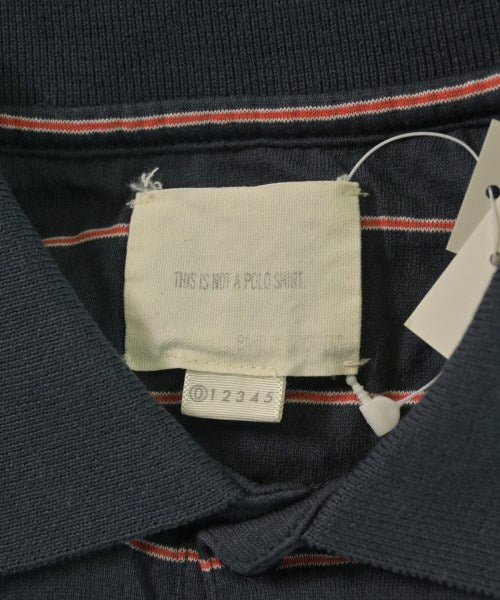 THIS IS NOT A POLO SHIRT.
⓪12345